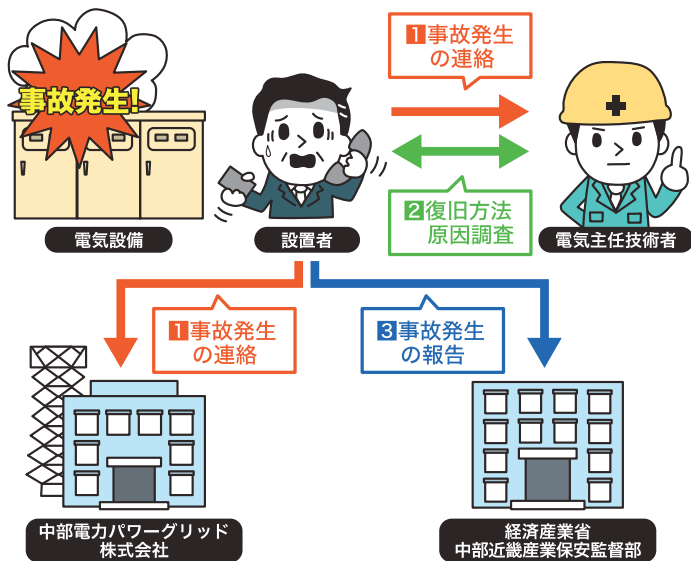 事故発生!
1事故発生
の連絡
2復旧方法
原因調査
電気設備
設置者
電気主任技術者
1事故発生
の連絡
3事故発生
の報告
中部電力パワーグリッド
株式会社
経済産業省
中部近畿産業保安監督部